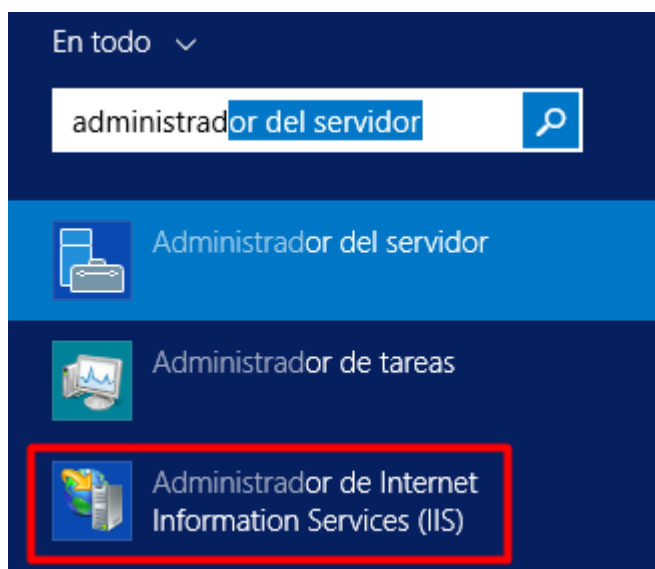 En todo
administrador del servidor
Administrador del servidor
Administrador de tareas
Administrador de Internet
Information Services (IIS)